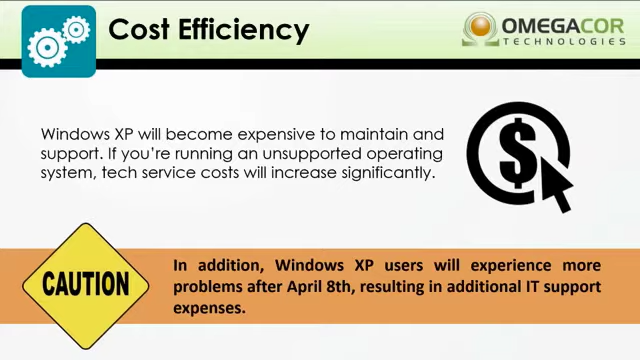 Cost Efficiency
OMEGACOR
TECHNOLOGIES
Windows XP will become expensive to maintain and
support. If you’re running an unsupported operating
system, tech service costs will increase significantly.
$
CAUTION
In addition, Windows XP users will experience more
problems after April 8th, resulting in additional IT support
expenses.